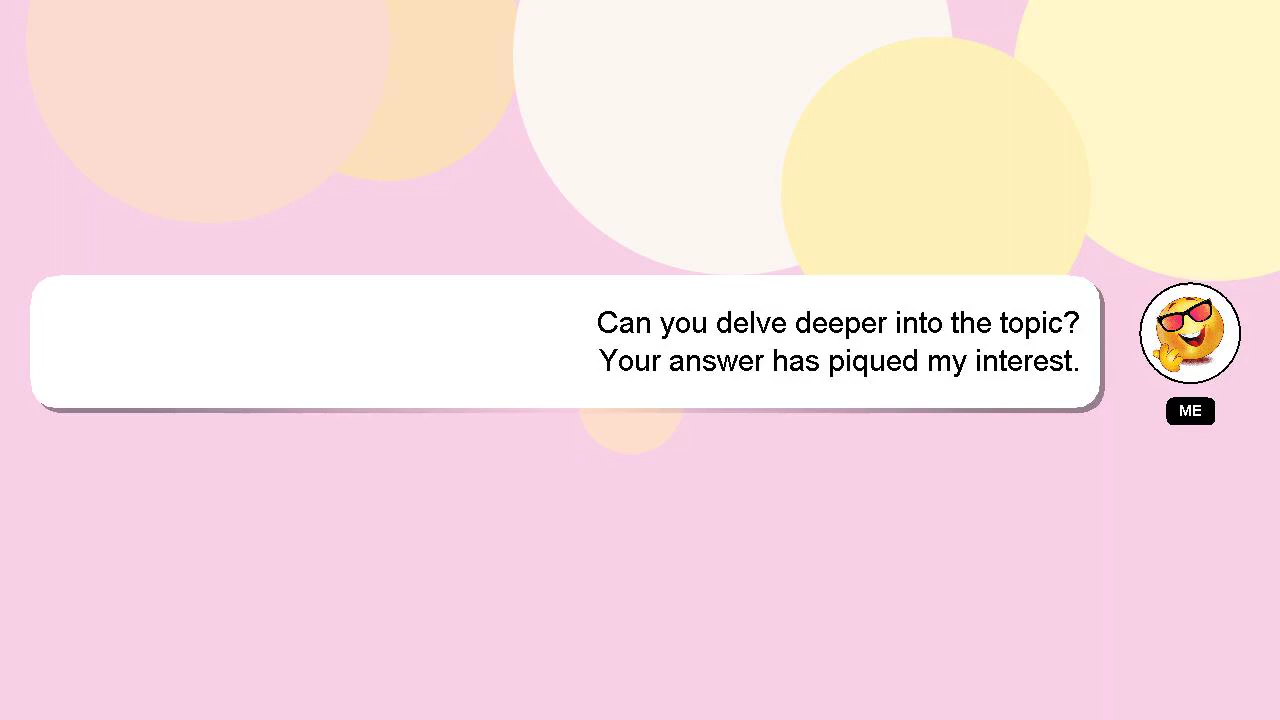 Can you delve deeper into the topic?
Your answer has piqued my interest.
ME